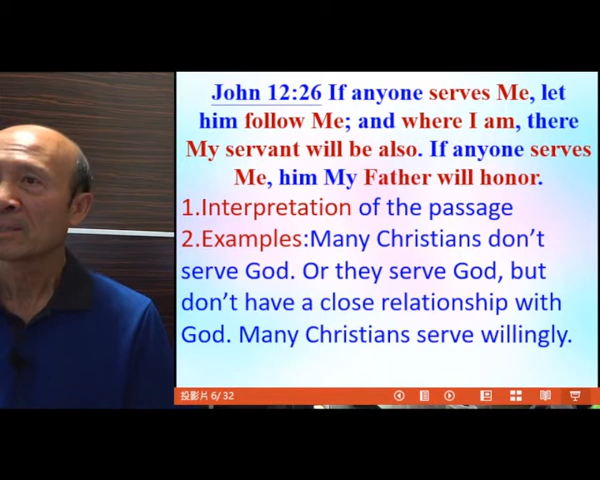 John 12:26 If anyone serves Me, let
him follow Me; and where I am, there
My servant will be also. If anyone serves
Me, him My Father will honor.
1.Interpretation of the passage
2.Examples:Many Christians don't
serve God. Or they serve God, but
don't have a close relationship with
God. Many Christians serve willingly.
投影片 6/ 32